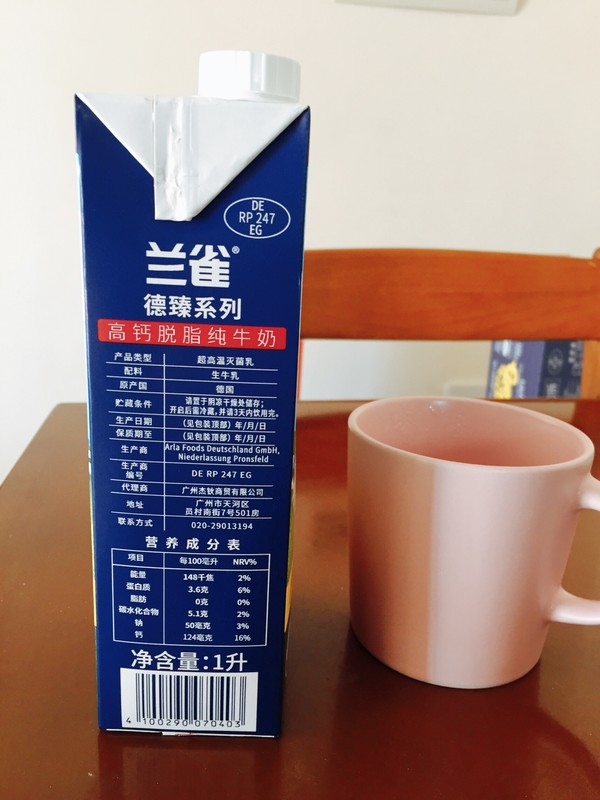 DE
RP 247
EG
兰雀®
德臻系列
高钙脱脂纯牛奶
产品类型 超高温灭菌乳
配料 生牛乳
原产国 德国
贮藏条件 请置于阴凉干燥处储存；
开启后需冷藏，并请3天内饮用完。
生产日期 （见包装顶部）年/月/日
保质期至 （见包装顶部）年/月/日
生产商 Arla Foods Deutschland GmbH,
Niederlassung Pronsfeld
生产商
编号 DE RP 247 EG
代理商 广州杰钬商贸有限公司
地址 广州市天河区
员村南街7号501房
联系方式 020-29013194
营养成分表
项目 每100毫升 NRV%
能量 148千焦 2%
蛋白质 3.6克 6%
脂肪 0克 0%
碳水化合物 5.1克 2%
钠 50毫克 3%
钙 124毫克 16%
净含量：1升
4 100290 070403